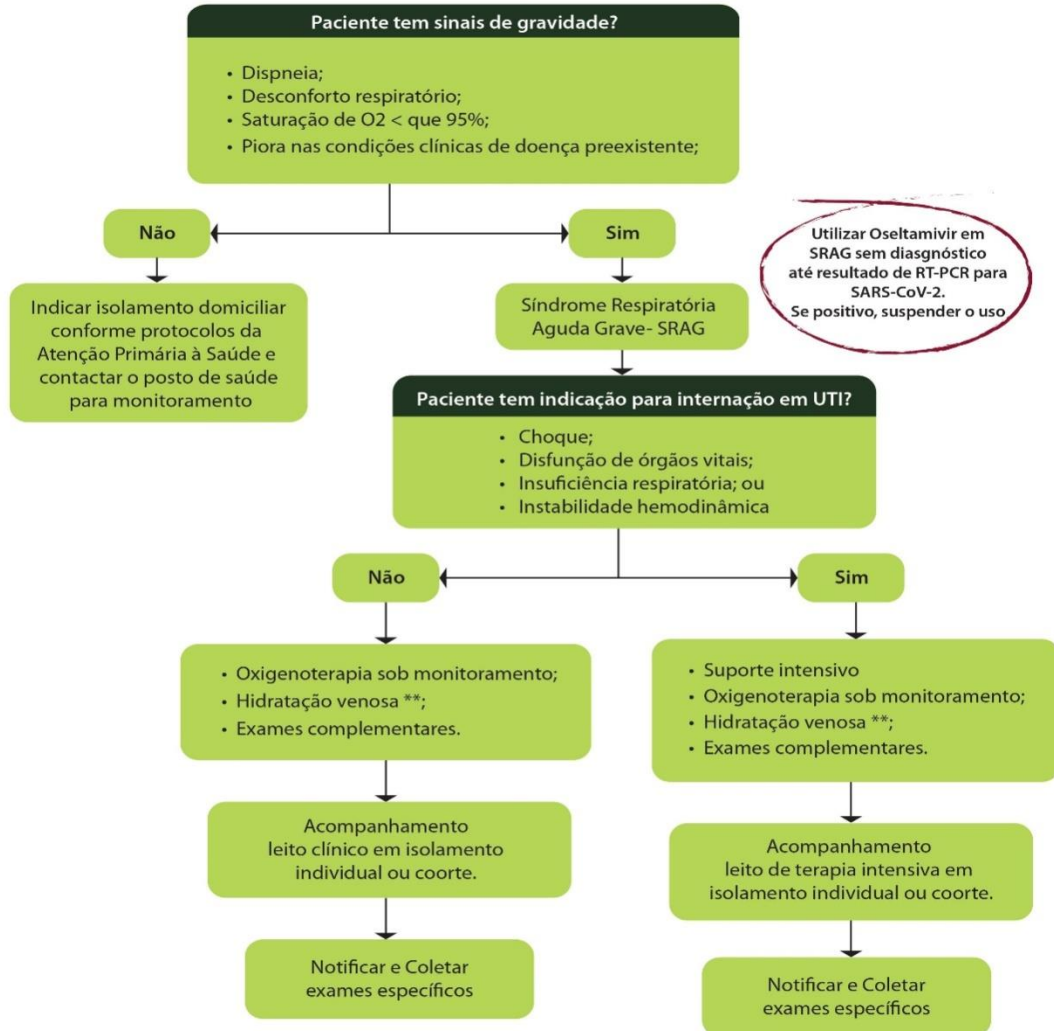 Paciente tem sinais de gravidade?
• Dispneia;
• Desconforto respiratório;
• Saturação de O2 < que 95%;
• Piora nas condições clínicas de doença preexistente;
Não
Sim
Utilizar Oseltamivir em
SRAG sem diasgnóstico
até resultado de RT-PCR para
SARS-CoV-2.
Se positivo, suspender o uso
Indicar isolamento domiciliar
conforme protocolos da
Atenção Primária à Saúde e
contactar o posto de saúde
para monitoramento
Síndrome Respiratória
Aguda Grave- SRAG
Paciente tem indicação para internação em UTI?
• Choque;
• Disfunção de órgãos vitais;
• Insuficiência respiratória; ou
• Instabilidade hemodinâmica
Não
Sim
• Oxigenoterapia sob monitoramento;
• Hidratação venosa **;
• Exames complementares.
• Suporte intensivo
• Oxigenoterapia sob monitoramento;
• Hidratação venosa **;
• Exames complementares.
Acompanhamento
leito clínico em isolamento
individual ou coorte.
Acompanhamento
leito de terapia intensiva em
isolamento individual ou coorte.
Notificar e Coletar
exames específicos
Notificar e Coletar
exames específicos